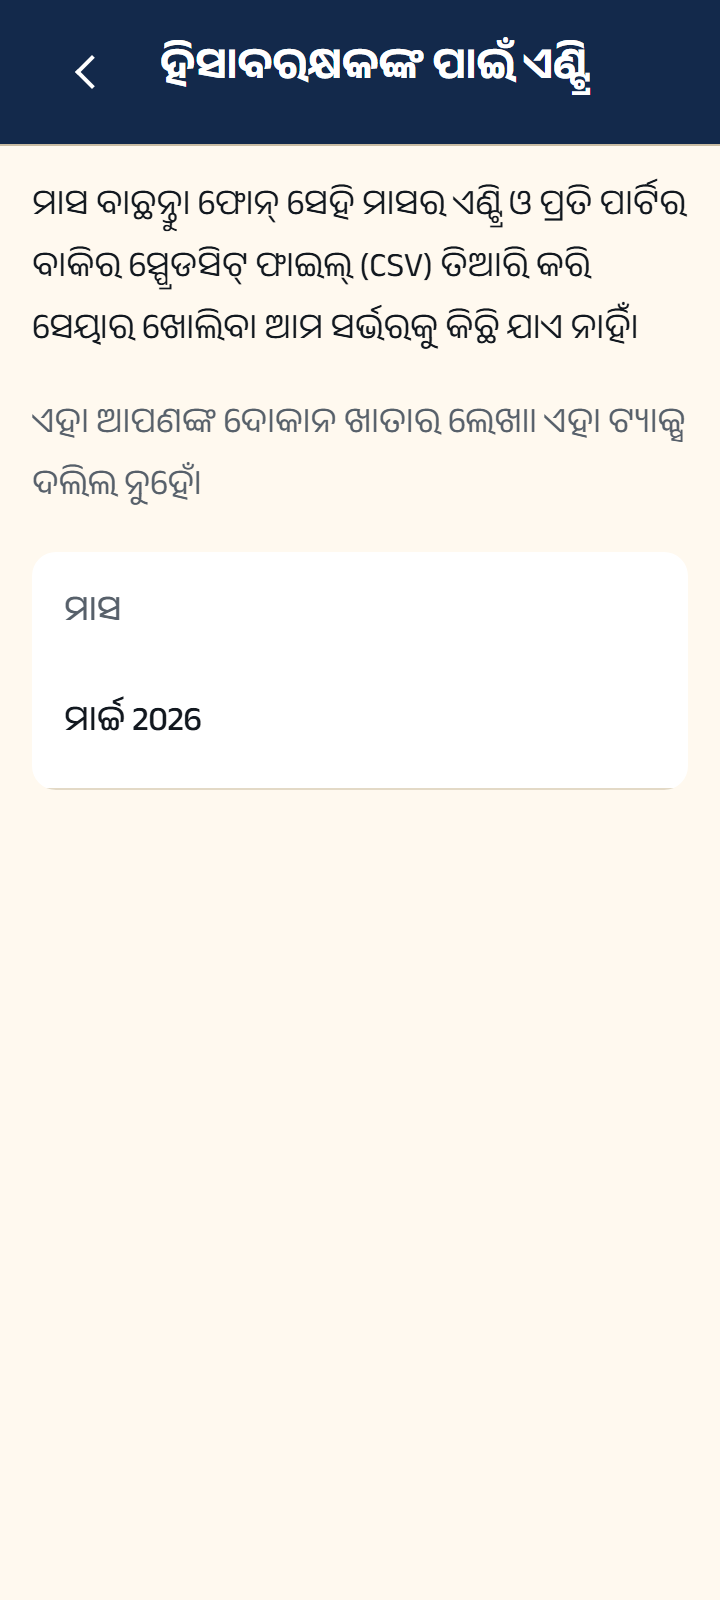 ହିସାବରକ୍ଷକଙ୍କ ପାଇଁ ଏଣ୍ଟ୍ରି
ମାସ ବାଛନ୍ତୁ। ଫୋନ୍ ସେହି ମାସର ଏଣ୍ଟ୍ରି ଓ ପ୍ରତି ପାର୍ଟିର
ବାକିର ସ୍ପ୍ରେଡସିଟ୍ ଫାଇଲ୍ (CSV) ତିଆରି କରି
ସେୟାର ଖୋଲିବ। ଆମ ସର୍ଭରକୁ କିଛି ଯାଏ ନାହିଁ।
ଏହା ଆପଣଙ୍କ ଦୋକାନ ଖାତାର ଲେଖା। ଏହା ଟ୍ୟାକ୍ସ
ଦଲିଲ ନୁହେଁ।
ମାସ
ମାର୍ଚ୍ଚ 2026